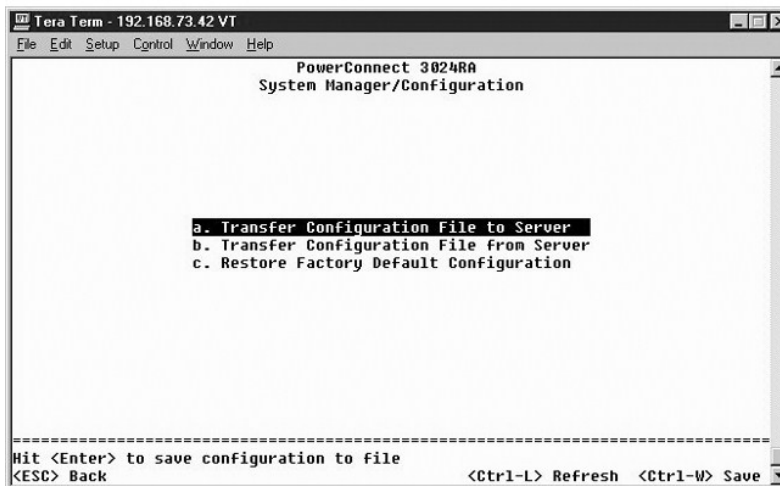 Tera Term - 192.168.73.42 VT
File Edit Setup Control Window Help
PowerConnect 3024RA
System Manager/Configuration
a. Transfer Configuration File to Server
b. Transfer Configuration File from Server
c. Restore Factory Default Configuration
Hit <Enter> to save configuration to file
<ESC> Back <Ctrl-L> Refresh <Ctrl-W> Save